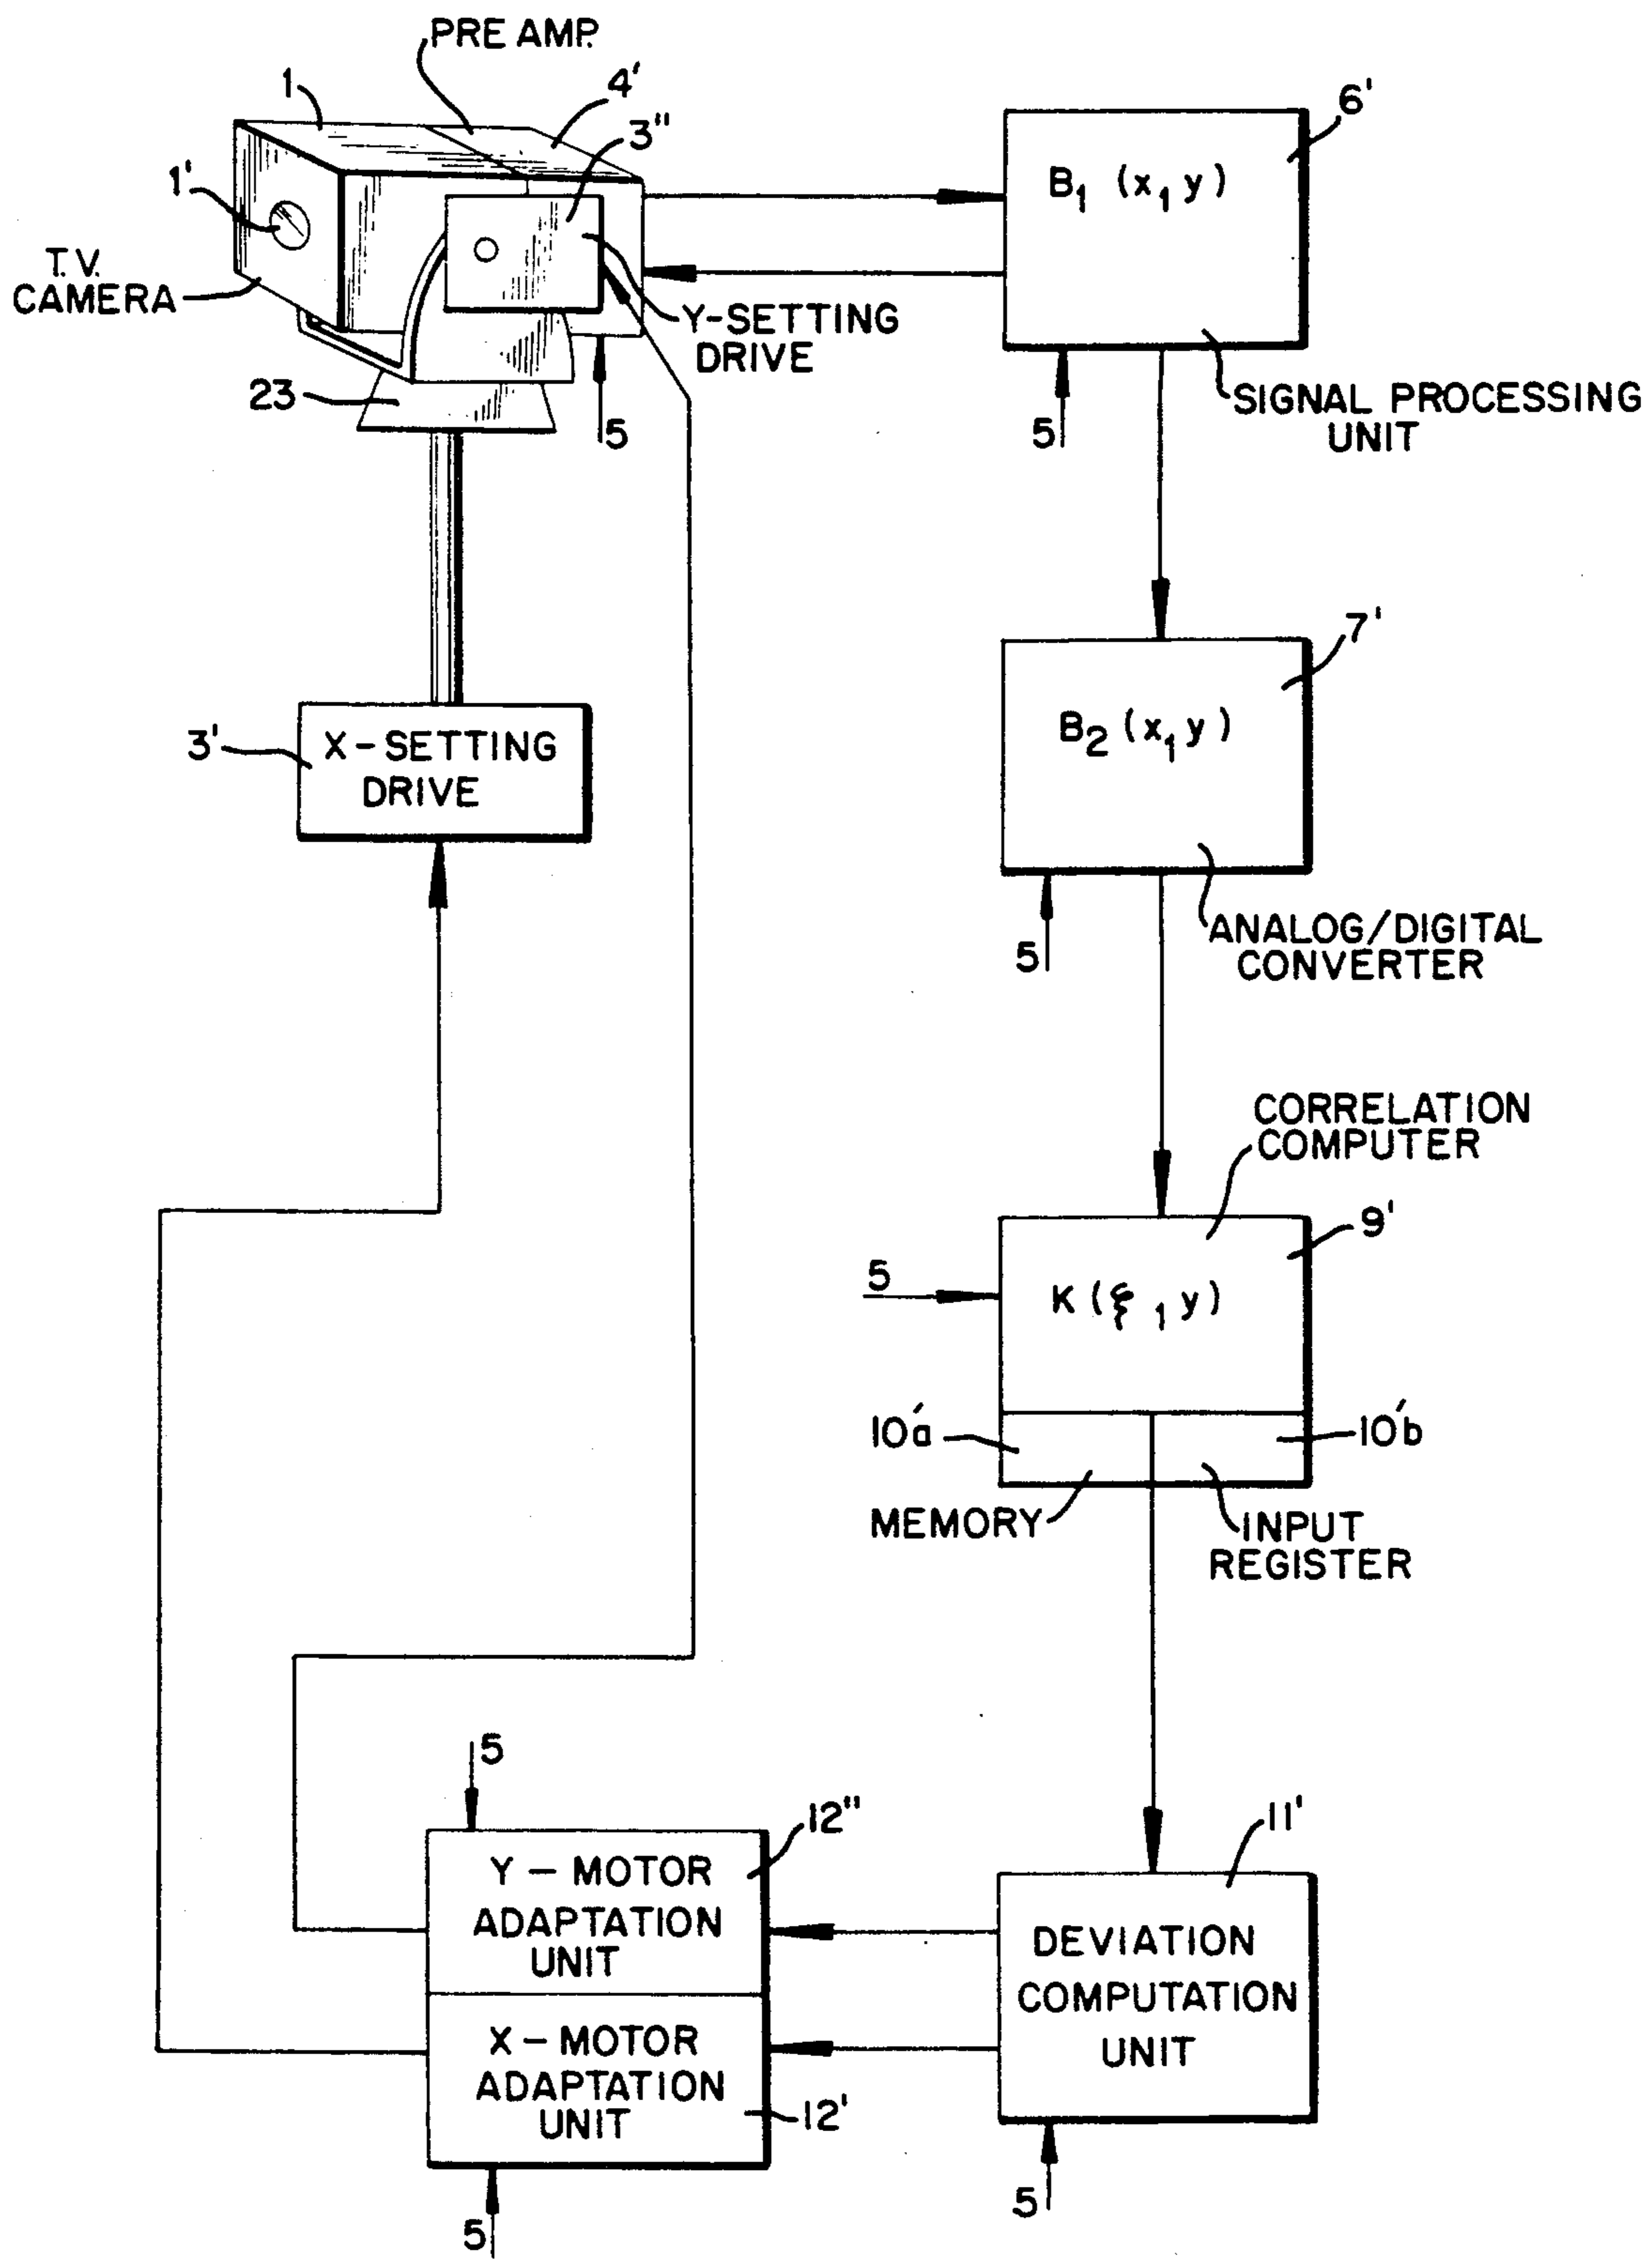 PRE AMP.
1
4'
3"
6'
1'
B1 (x1 y)
T.V.
CAMERA
Y-SETTING
DRIVE
23
5
5
SIGNAL PROCESSING
UNIT
7'
3'
X-SETTING
DRIVE
B2 (x1 y)
5
ANALOG/DIGITAL
CONVERTER
CORRELATION
COMPUTER
9'
5
K (ξ 1 y)
10'a
10'b
MEMORY
INPUT
REGISTER
5
12"
11'
Y - MOTOR
ADAPTATION
UNIT
DEVIATION
COMPUTATION
UNIT
X - MOTOR
ADAPTATION
UNIT
12'
5
5